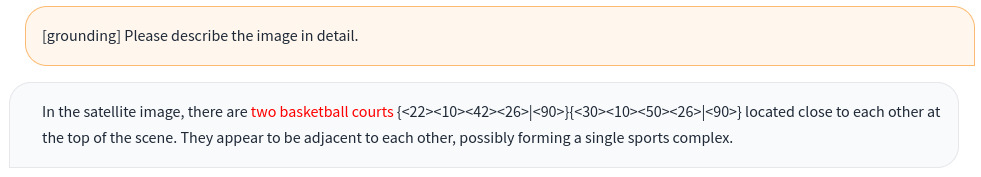 [grounding] Please describe the image in detail.
In the satellite image, there are two basketball courts {<22><10><42><26>|<90>}{<30><10><50><26>|<90>} located close to each other at
the top of the scene. They appear to be adjacent to each other, possibly forming a single sports complex.